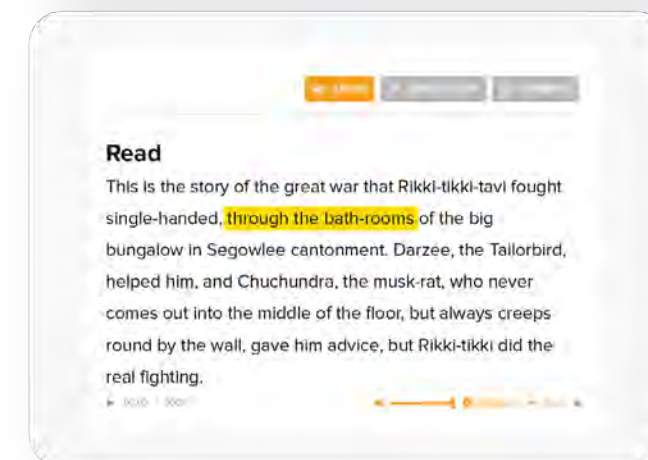 Read
This is the story of the great war that Rikki-tikki-tavi fought
single-handed, through the bath-rooms of the big
bungalow in Segowlee cantonment. Darzee, the Tailorbird,
helped him, and Chuchundra, the musk-rat, who never
comes out into the middle of the floor, but always creeps
round by the wall, gave him advice, but Rikki-tikki did the
real fighting.